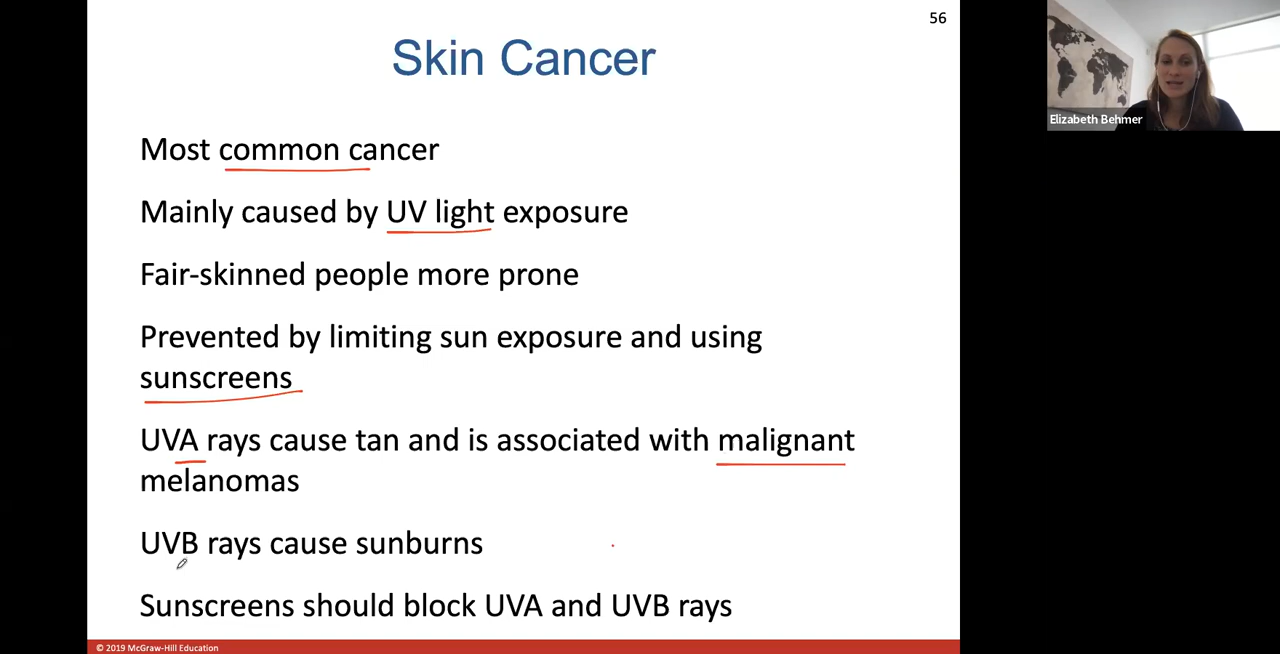 56
Skin Cancer
Elizabeth Behmer
Most common cancer
Mainly caused by UV light exposure
Fair-skinned people more prone
Prevented by limiting sun exposure and using
sunscreens
UVA rays cause tan and is associated with malignant
melanomas
UVB rays cause sunburns
Sunscreens should block UVA and UVB rays
© 2019 McGraw-Hill Education